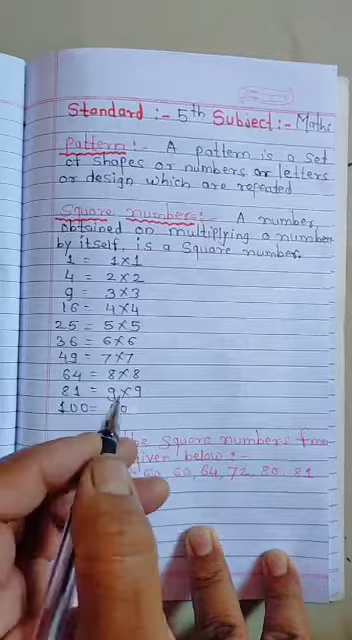 Standard :- 5th Subject :- Maths
Pattern :- A pattern is a set
of shapes or numbers or letters
or design which are repeated
Square numbers :- A number
obtained on multiplying a number
by itself, is a square number.
1 = 1×1
4 = 2×2
9 = 3×3
16 = 4×4
25 = 5×5
36 = 6×6
49 = 7×7
64 = 8×8
81 = 9×9
100=
the square numbers from
given below :-
60, 64, 72, 80, 81